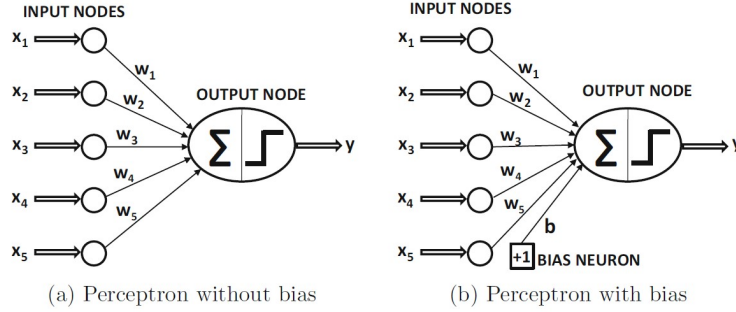 INPUT NODES
x1
w1
x2
w2
OUTPUT NODE
x3
w3
∑
y
w4
x4
w5
x5
(a) Perceptron without bias
INPUT NODES
x1
w1
x2
w2
OUTPUT NODE
x3
w3
∑
y
w4
x4
w5
b
x5
+1
BIAS NEURON
(b) Perceptron with bias